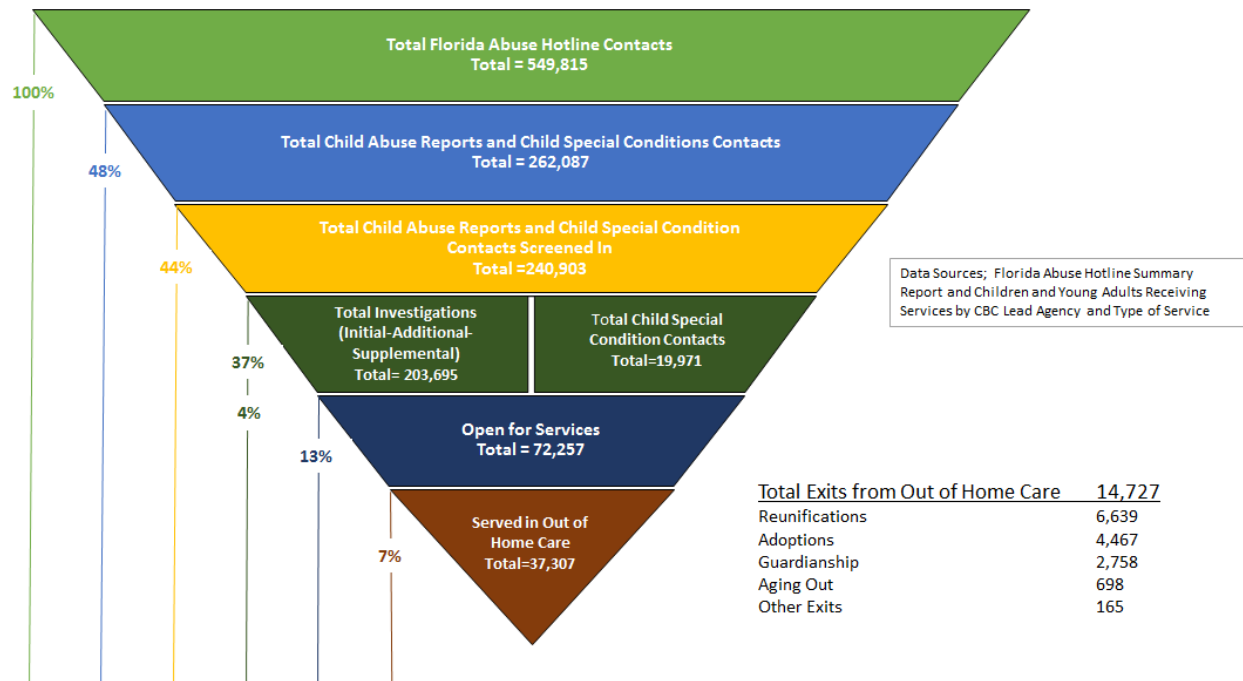 Total Florida Abuse Hotline Contacts
Total = 549,815
100%
Total Child Abuse Reports and Child Special Conditions Contacts
Total = 262,087
48%
Total Child Abuse Reports and Child Special Condition
Contacts Screened In
Total =240,903
44%
Data Sources; Florida Abuse Hotline Summary
Report and Children and Young Adults Receiving
Services by CBC Lead Agency and Type of Service
Total Investigations
(Initial-Additional-
Supplemental)
Total= 203,695
Total Child Special
Condition Contacts
Total=19,971
37%
4%
Open for Services
Total = 72,257
13%
Served in Out of
Home Care
Total=37,307
7%
Total Exits from Out of Home Care 14,727
Reunifications 6,639
Adoptions 4,467
Guardianship 2,758
Aging Out 698
Other Exits 165